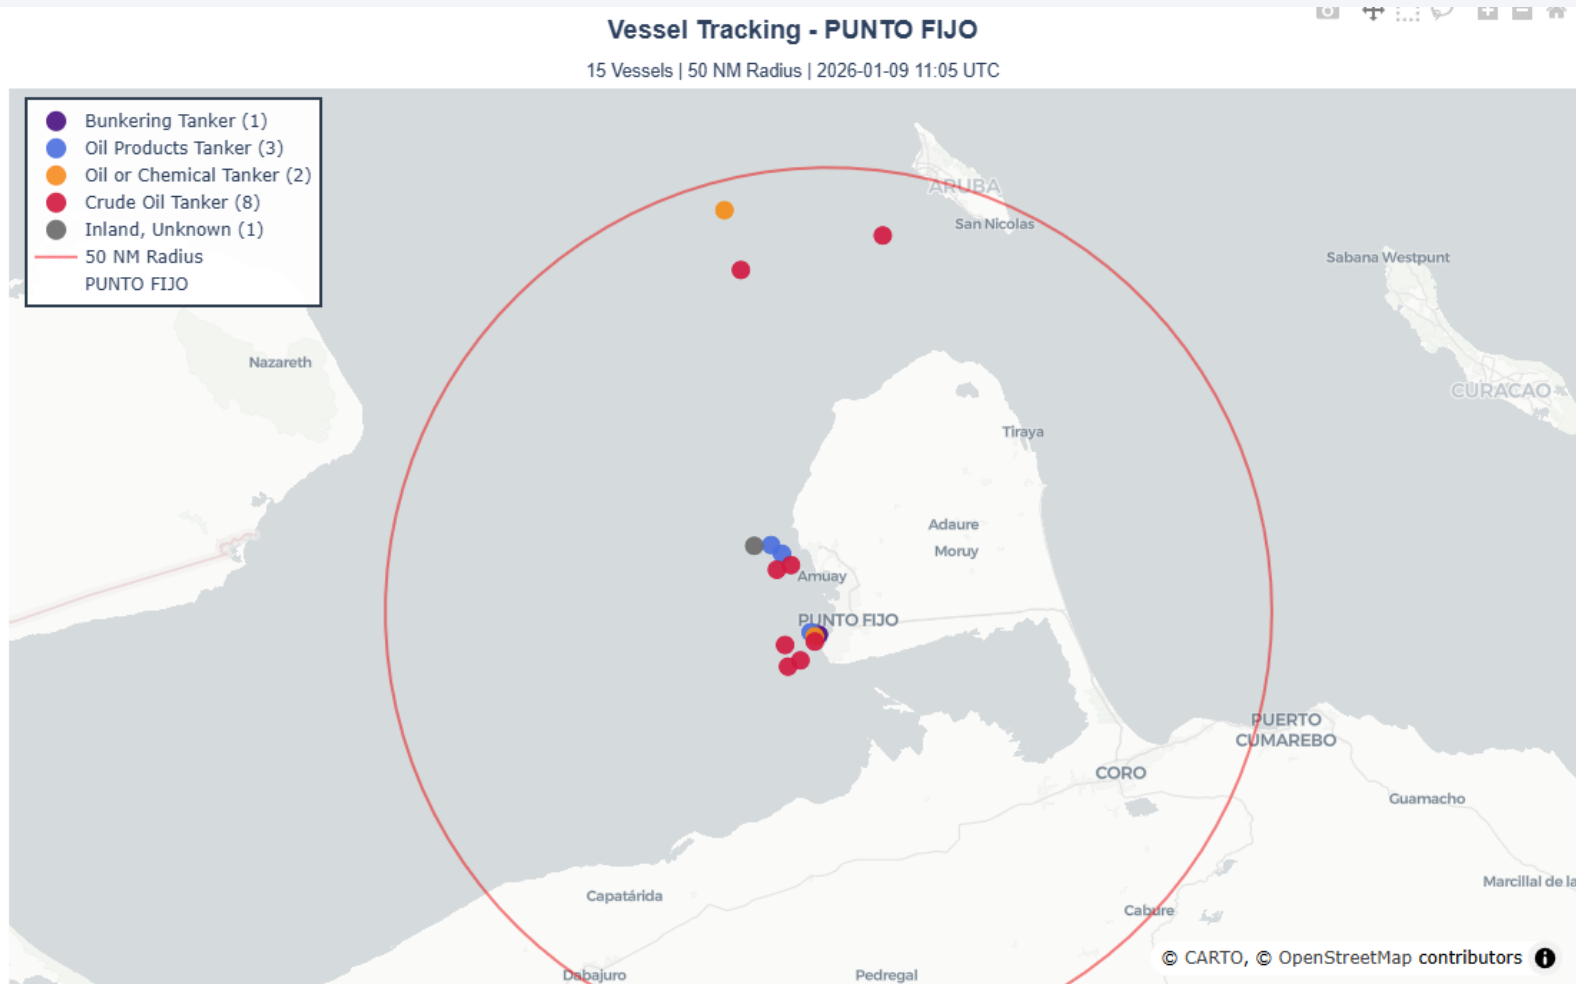 Vessel Tracking - PUNTO FIJO
15 Vessels | 50 NM Radius | 2026-01-09 11:05 UTC
Bunkering Tanker (1)
Oil Products Tanker (3)
Oil or Chemical Tanker (2)
Crude Oil Tanker (8)
Inland, Unknown (1)
50 NM Radius
PUNTO FIJO
ARUBA
San Nicolas
Sabana Westpunt
Nazareth
CURACAO
Tiraya
Adaure
Moruy
Amuay
PUNTO FIJO
PUERTO
CUMAREBO
CORO
Guamacho
Marcillal de la
Capatárida
Cabure
© CARTO, © OpenStreetMap contributors
Dabajuro
Pedregal